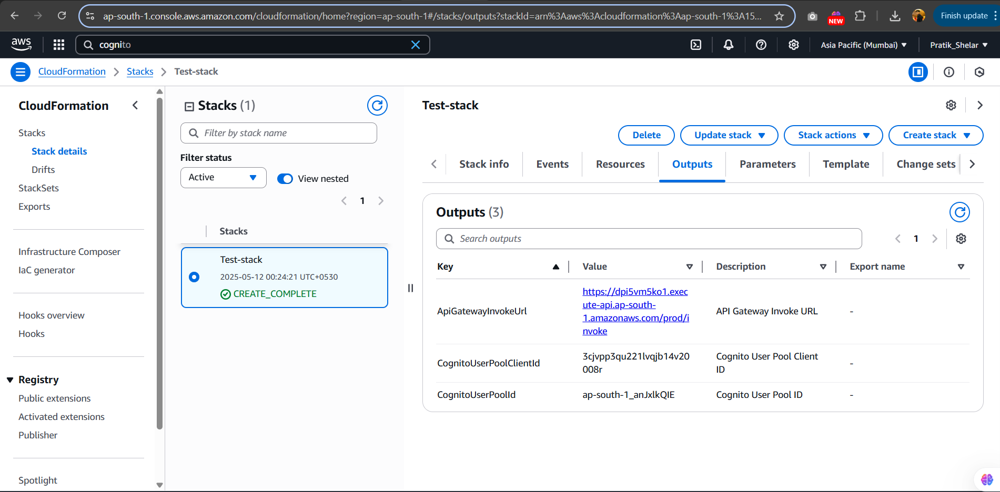 ap-south-1.console.aws.amazon.com/cloudformation/home?region=ap-south-1#/stacks/outputs?stackId=arn%3Aaws%3Acloudformation%3Aap-south-1%3A15...
NEW
Finish update
aws
cognito
Asia Pacific (Mumbai)
Pratik_Shelar
CloudFormation
Stacks
Test-stack
CloudFormation
Stacks
Stack details
Drifts
StackSets
Exports
Infrastructure Composer
IaC generator
Hooks overview
Hooks
Registry
Public extensions
Activated extensions
Publisher
Spotlight
Stacks (1)
Filter by stack name
Filter status
Active
View nested
1
Stacks
Test-stack
2025-05-12 00:24:21 UTC+0530
CREATE_COMPLETE
Test-stack
Delete
Update stack
Stack actions
Create stack
Stack info
Events
Resources
Outputs
Parameters
Template
Change sets
Outputs (3)
Search outputs
1
Key
Value
Description
Export name
ApiGatewayInvokeUrl
https://dpi5vm5ko1.exec
ute-api.ap-south-
1.amazonaws.com/prod/i
nvoke
API Gateway Invoke URL
-
CognitoUserPoolClientId
3cjvpp3qu221lvqjb14v20
008r
Cognito User Pool Client
ID
-
CognitoUserPoolId
ap-south-1_anJxlkQIE
Cognito User Pool ID
-